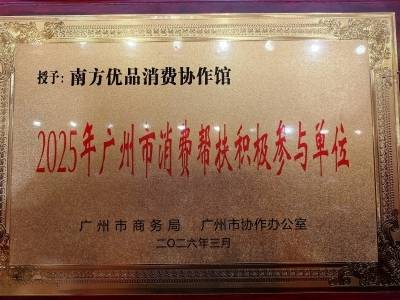 授予：南方优品消费协作馆
2025年广州市消费帮扶积极参与单位
广州市商务局 广州市协作办公室
二〇二六年三月